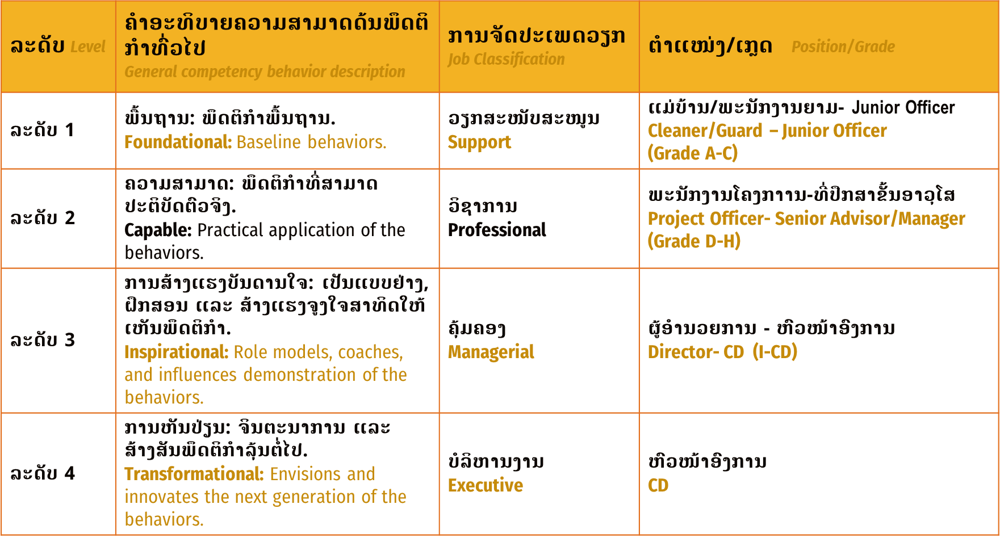 ລະດັບ Level
ຄຳອະທິບາຍຄວາມສາມາດດ້ນພຶດຕິ
ກຳທົ່ວໄປ
General competency behavior description
ການຈັດປະເພດວຽກ
Job Classification
ຕຳແໜ່ງ/ເກຼດ Position/Grade
ລະດັບ 1
ພື້ນຖານ: ພຶດຕິກຳພື້ນຖານ.
Foundational: Baseline behaviors.
ວຽກສະໜັບສະໜູນ
Support
ແມ່ບ້ານ/ພະນັກງານຍາມ- Junior Officer
Cleaner/Guard – Junior Officer
(Grade A-C)
ລະດັບ 2
ຄວາມສາມາດ: ພຶດຕິກຳທີ່ສາມາດ
ປະຕິບັດຕົວຈິງ.
Capable: Practical application of the
behaviors.
ວິຊາການ
Professional
ພະນັກງານໂຄງກາານ-ທີ່ປຶກສາຂັ້ນອາວຸໂສ
Project Officer- Senior Advisor/Manager
(Grade D-H)
ລະດັບ 3
ການສ້າງແຮງບັນດານໃຈ: ເປັນແບບຢ່າງ,
ຝຶກສອນ ແລະ ສ້າງແຮງຈູງໃຈສາທິດໃຫ້
ເຫັນພຶດຕິກຳ.
Inspirational: Role models, coaches,
and influences demonstration of the
behaviors.
ຄຸ້ມຄອງ
Managerial
ຜູ້ອຳນວຍການ - ຫົວໜ້າອົງການ
Director- CD (I-CD)
ລະດັບ 4
ການຫັນປ່ຽນ: ຈິນຕະນາການ ແລະ
ສ້າງສັນພຶດຕິກຳລຸ້ນຕໍ່ໄປ.
Transformational: Envisions and
innovates the next generation of the
behaviors.
ບໍລິຫານງານ
Executive
ຫົວໜ້າອົງການ
CD